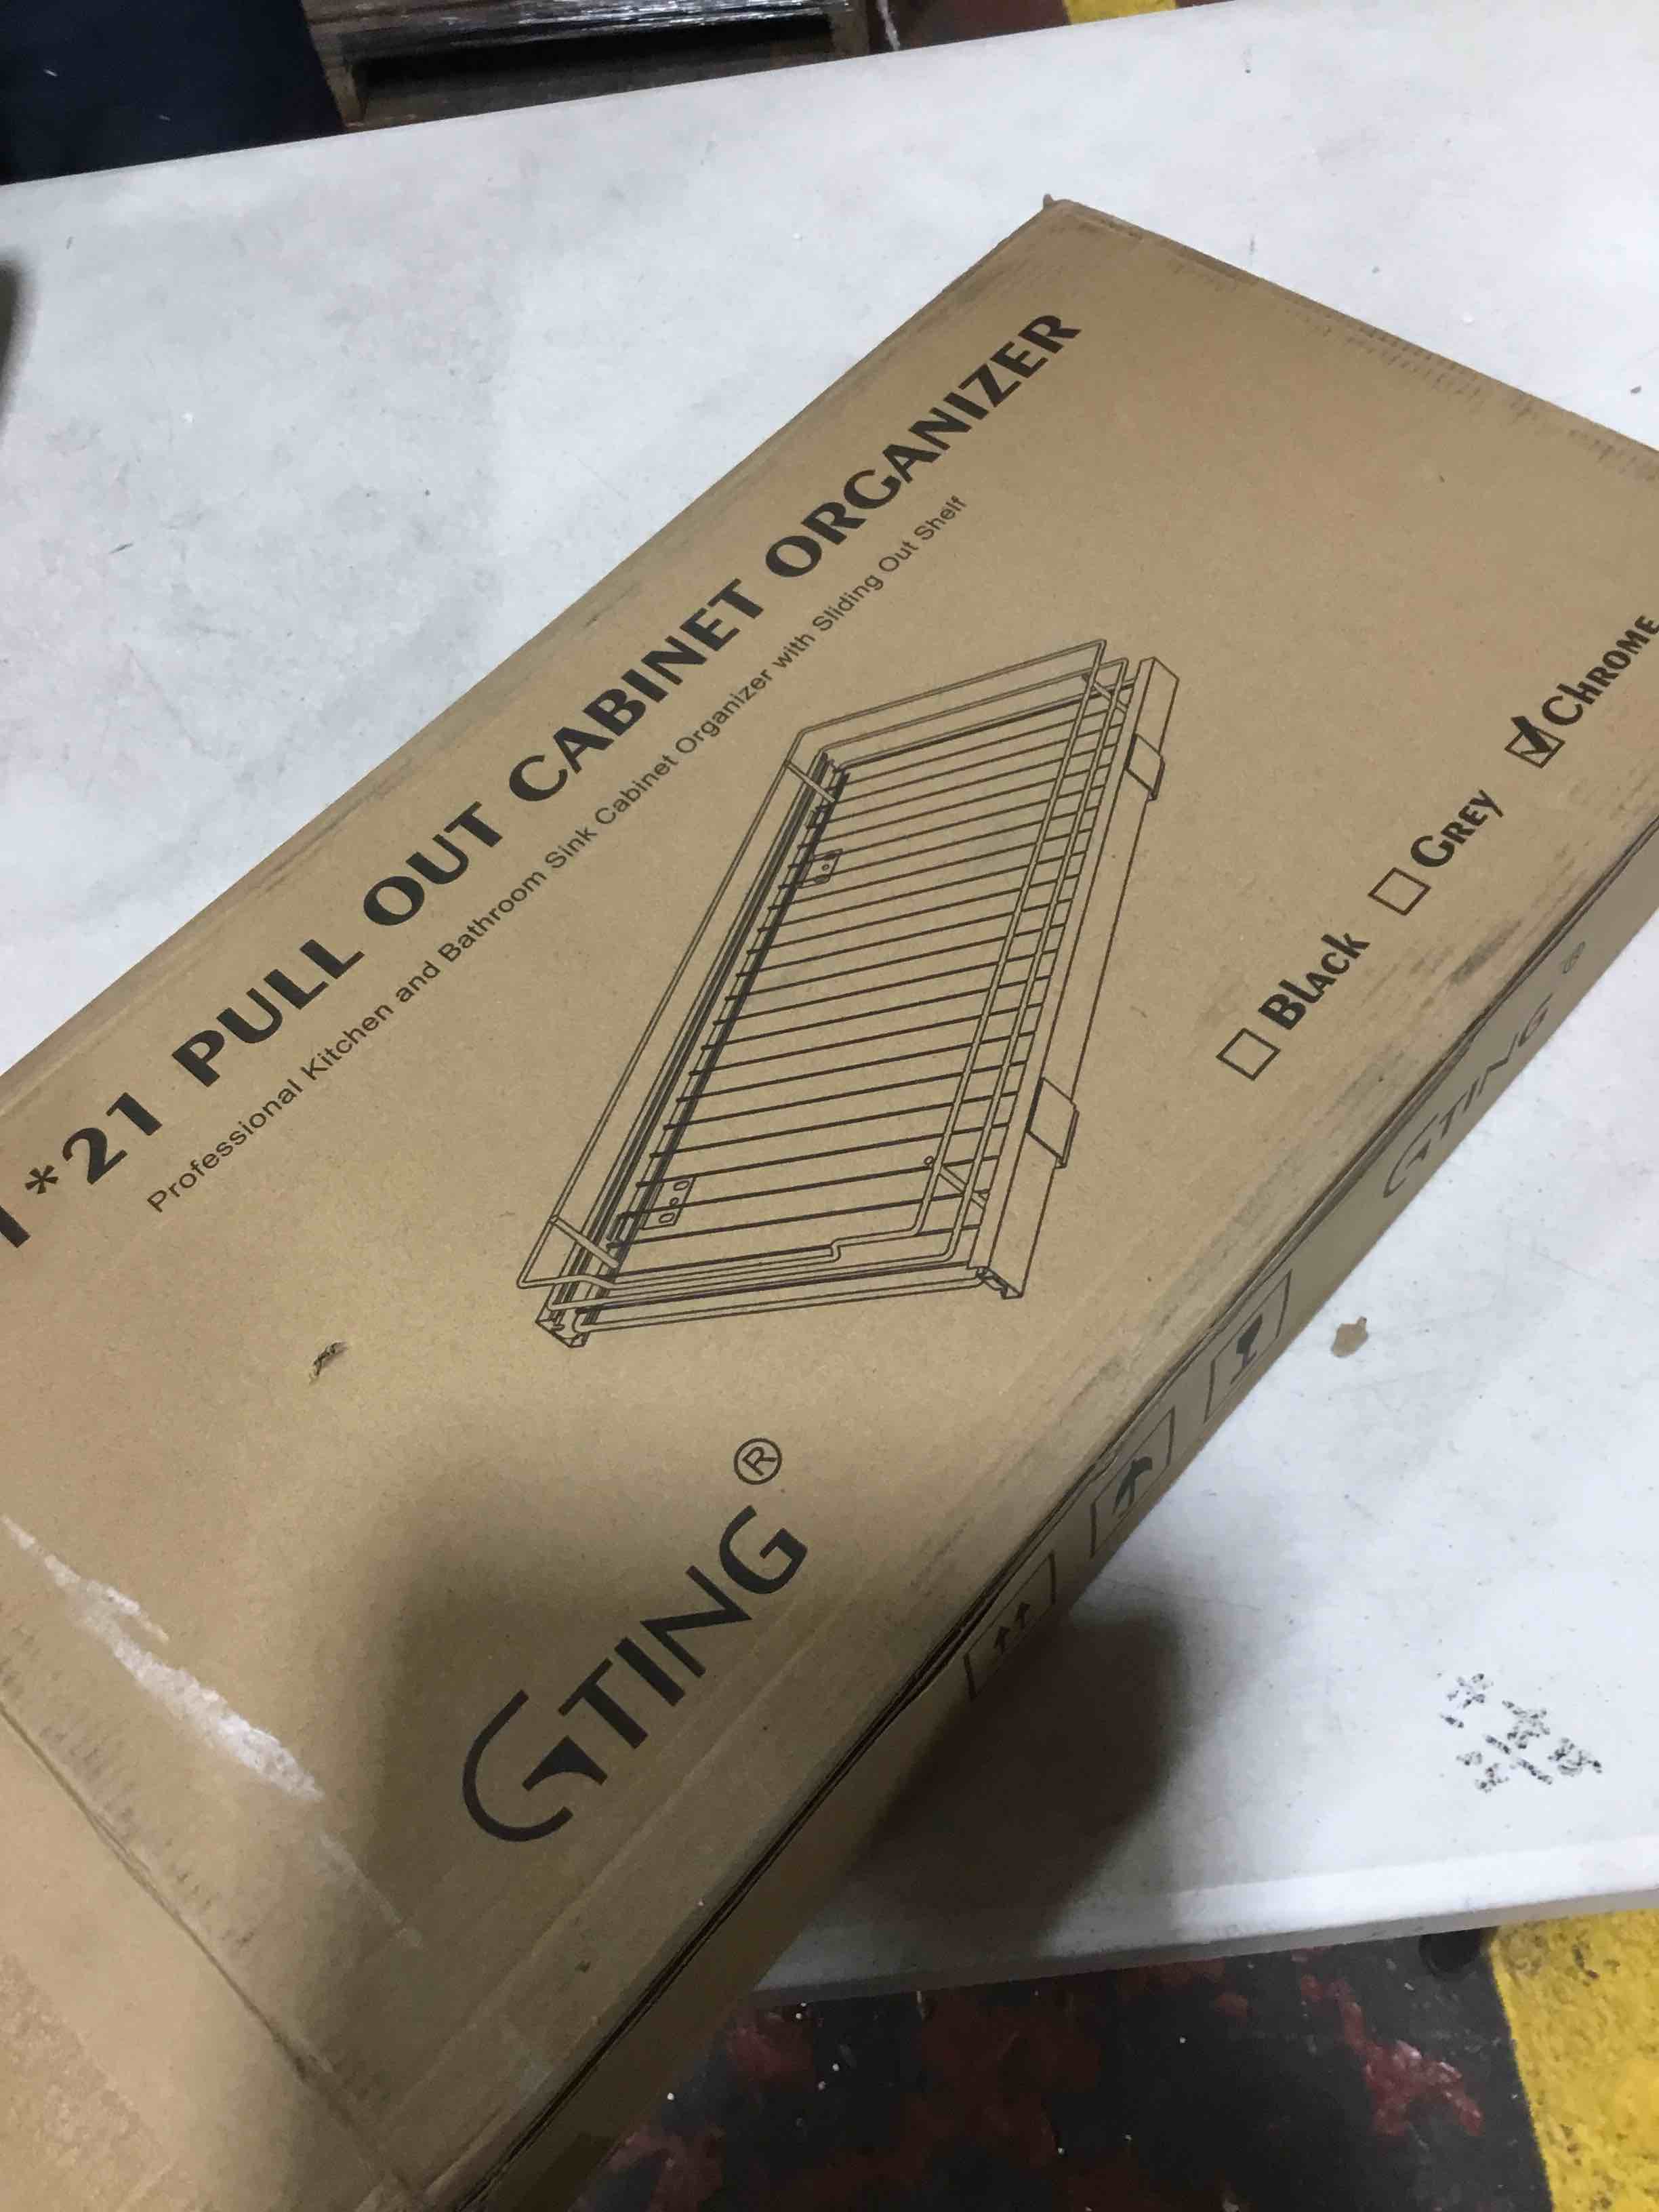 *21 PULL OUT CABINET ORGANIZER
Professional Kitchen and Bathroom Sink Cabinet Organizer with Sliding Out Shelf
Black Grey Chrome
GTING®
GTING ®